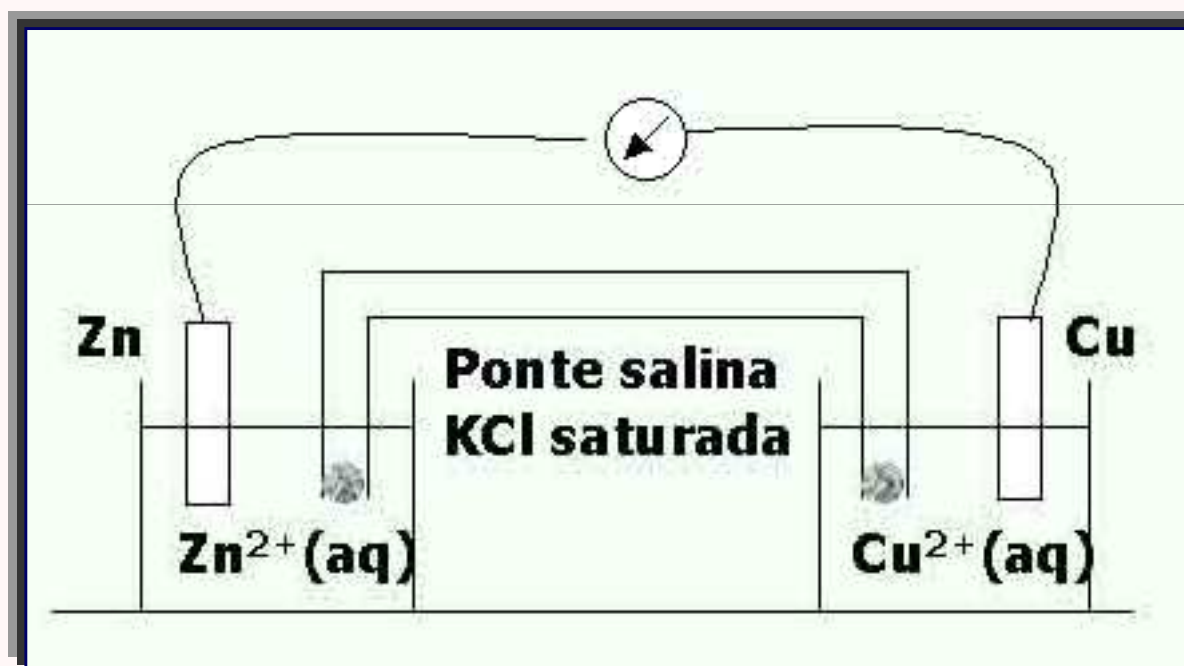 Zn
Cu
Ponte salina
KCl saturada
Zn²⁺(aq)
Cu²⁺(aq)